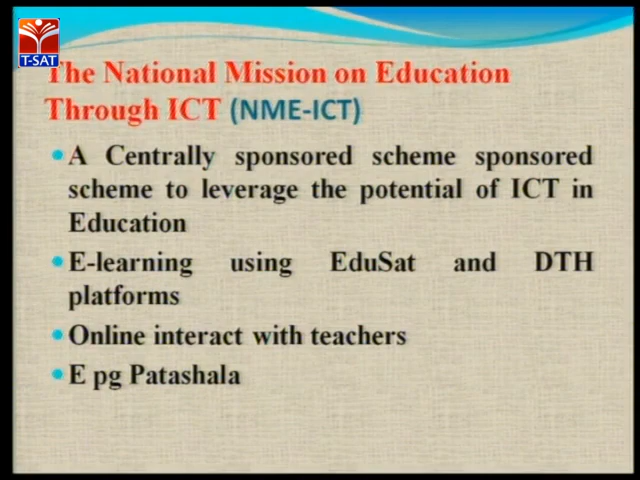 T-SAT
The National Mission on Education
Through ICT (NME-ICT)
A Centrally sponsored scheme sponsored
scheme to leverage the potential of ICT in
Education
E-learning using EduSat and DTH
platforms
Online interact with teachers
E pg Patashala